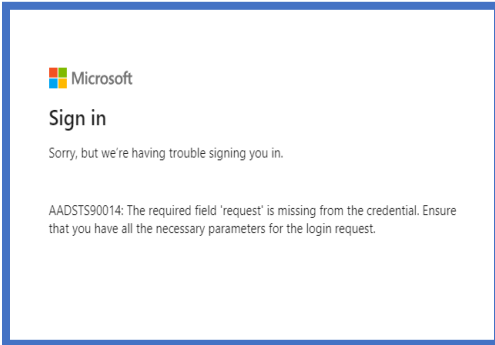 Microsoft
Sign in
Sorry, but we're having trouble signing you in.
AADSTS90014: The required field 'request' is missing from the credential. Ensure
that you have all the necessary parameters for the login request.